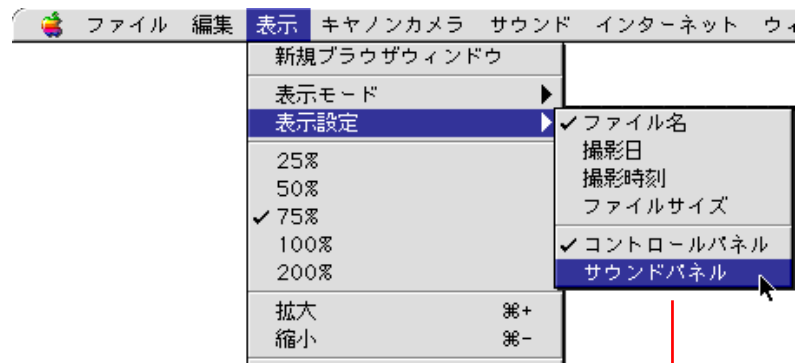 ファイル 編集 表示 キヤノンカメラ サウンド インターネット ウィ
新規ブラウザウィンドウ
表示モード
表示設定
25%
50%
75%
100%
200%
拡大 ⌘+
縮小 ⌘-
ファイル名
撮影日
撮影時刻
ファイルサイズ
コントロールパネル
サウンドパネル